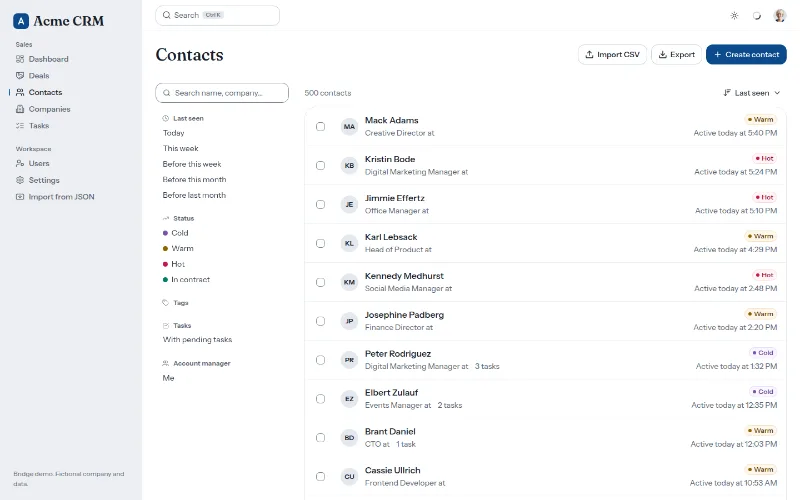 A Acme CRM
Search Ctrl K
Sales
Dashboard
Deals
Contacts
Companies
Tasks
Workspace
Users
Settings
Import from JSON
Bridge demo. Fictional company and
data.
Contacts
Import CSV
Export
+ Create contact
Search name, company...
500 contacts
Last seen
Last seen
Today
This week
Before this week
Before this month
Before last month
Status
Cold
Warm
Hot
In contract
Tags
Tasks
With pending tasks
Account manager
Me
MA Mack Adams Warm
Creative Director at Active today at 5:40 PM
KB Kristin Bode Hot
Digital Marketing Manager at Active today at 5:24 PM
JE Jimmie Effertz Hot
Office Manager at Active today at 5:10 PM
KL Karl Lebsack Warm
Head of Product at Active today at 4:29 PM
KM Kennedy Medhurst Hot
Social Media Manager at Active today at 2:48 PM
JP Josephine Padberg Warm
Finance Director at Active today at 2:20 PM
PR Peter Rodriguez Cold
Digital Marketing Manager at 3 tasks Active today at 1:32 PM
EZ Elbert Zulauf Cold
Events Manager at 2 tasks Active today at 12:35 PM
BD Brant Daniel Warm
CTO at 1 task Active today at 12:03 PM
CU Cassie Ullrich Warm
Frontend Developer at Active today at 10:53 AM